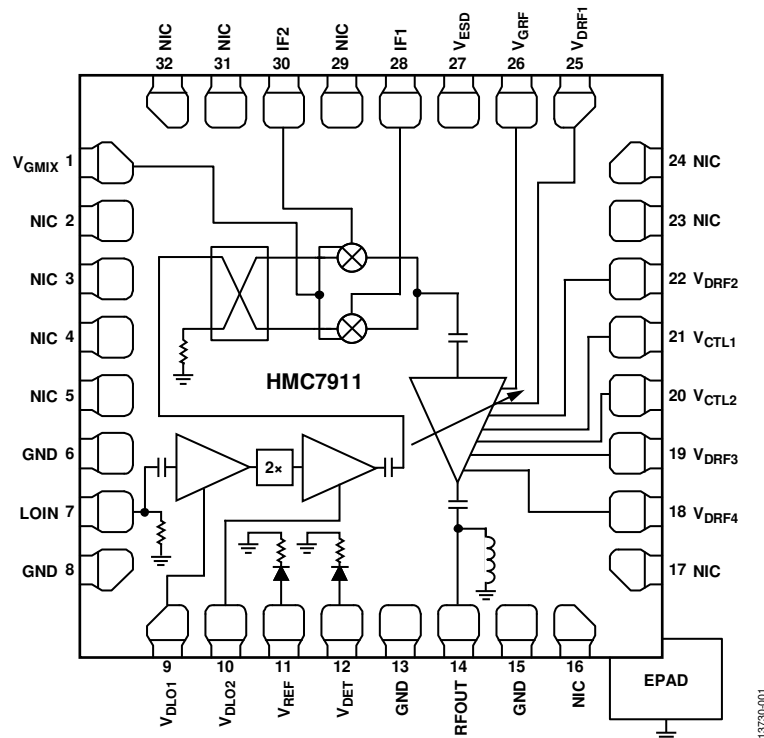 NIC
NIC
IF2
NIC
IF1
VESD
VGRF
VDRF1
32
31
30
29
28
27
26
25
VGMIX 1
NIC 2
NIC 3
NIC 4
NIC 5
GND 6
LOIN 7
GND 8
24 NIC
23 NIC
22 VDRF2
21 VCTL1
20 VCTL2
19 VDRF3
18 VDRF4
17 NIC
HMC7911
2×
9
10
11
12
13
14
15
16
VDLO1
VDLO2
VREF
VDET
GND
RFOUT
GND
NIC
EPAD
13730-001